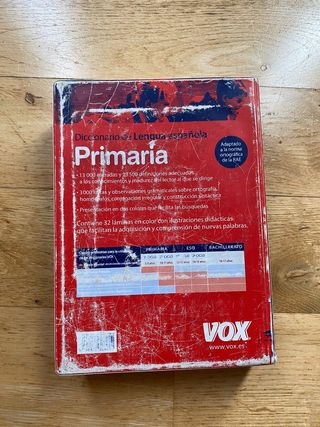 Diccionario de Lengua española
Primaria
Adaptado
a la norma
ortográfica de
la RAE
• 13 000 entradas y 23 500 definiciones adecuadas
a los conocimientos y madurez del lector al que se dirige
• 1000 notas y observaciones gramaticales sobre ortografía,
homónimos, conjugación irregular y construcción sintáctica
• Presentación en dos colores que facilita las búsquedas
Contiene 32 láminas en color con ilustraciones didácticas
que facilitan la adquisición y comprensión de nuevas palabras.
PRIMARIA ESO BACHILLERATO
VOX
www.vox.es